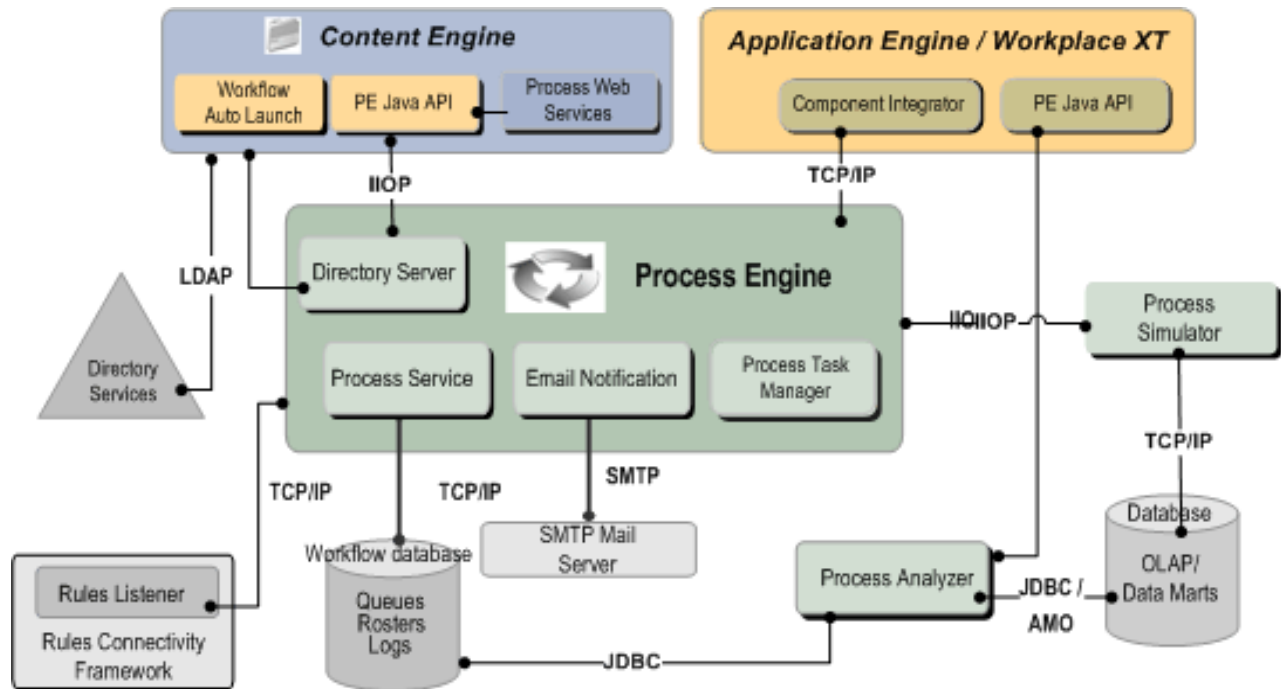 Content Engine
Workflow
Auto Launch
PE Java API
Process Web
Services
Application Engine / Workplace XT
Component Integrator
PE Java API
IIOP
TCP/IP
LDAP
Directory Server
Process Engine
Directory
Services
Process Service
Email Notification
Process Task
Manager
IIOP
Process
Simulator
TCP/IP
TCP/IP
SMTP
TCP/IP
Workflow database
Queues
Rosters
Logs
SMTP Mail
Server
Rules Listener
Rules Connectivity
Framework
Process Analyzer
JDBC /
AMO
Database
OLAP/
Data Marts
JDBC